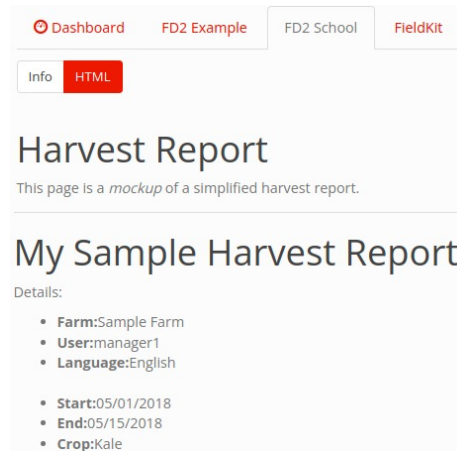 Dashboard FD2 Example FD2 School FieldKit
Info HTML
Harvest Report
This page is a mockup of a simplified harvest report.
My Sample Harvest Report
Details:
Farm:Sample Farm
User:manager1
Language:English
Start:05/01/2018
End:05/15/2018
Crop:Kale